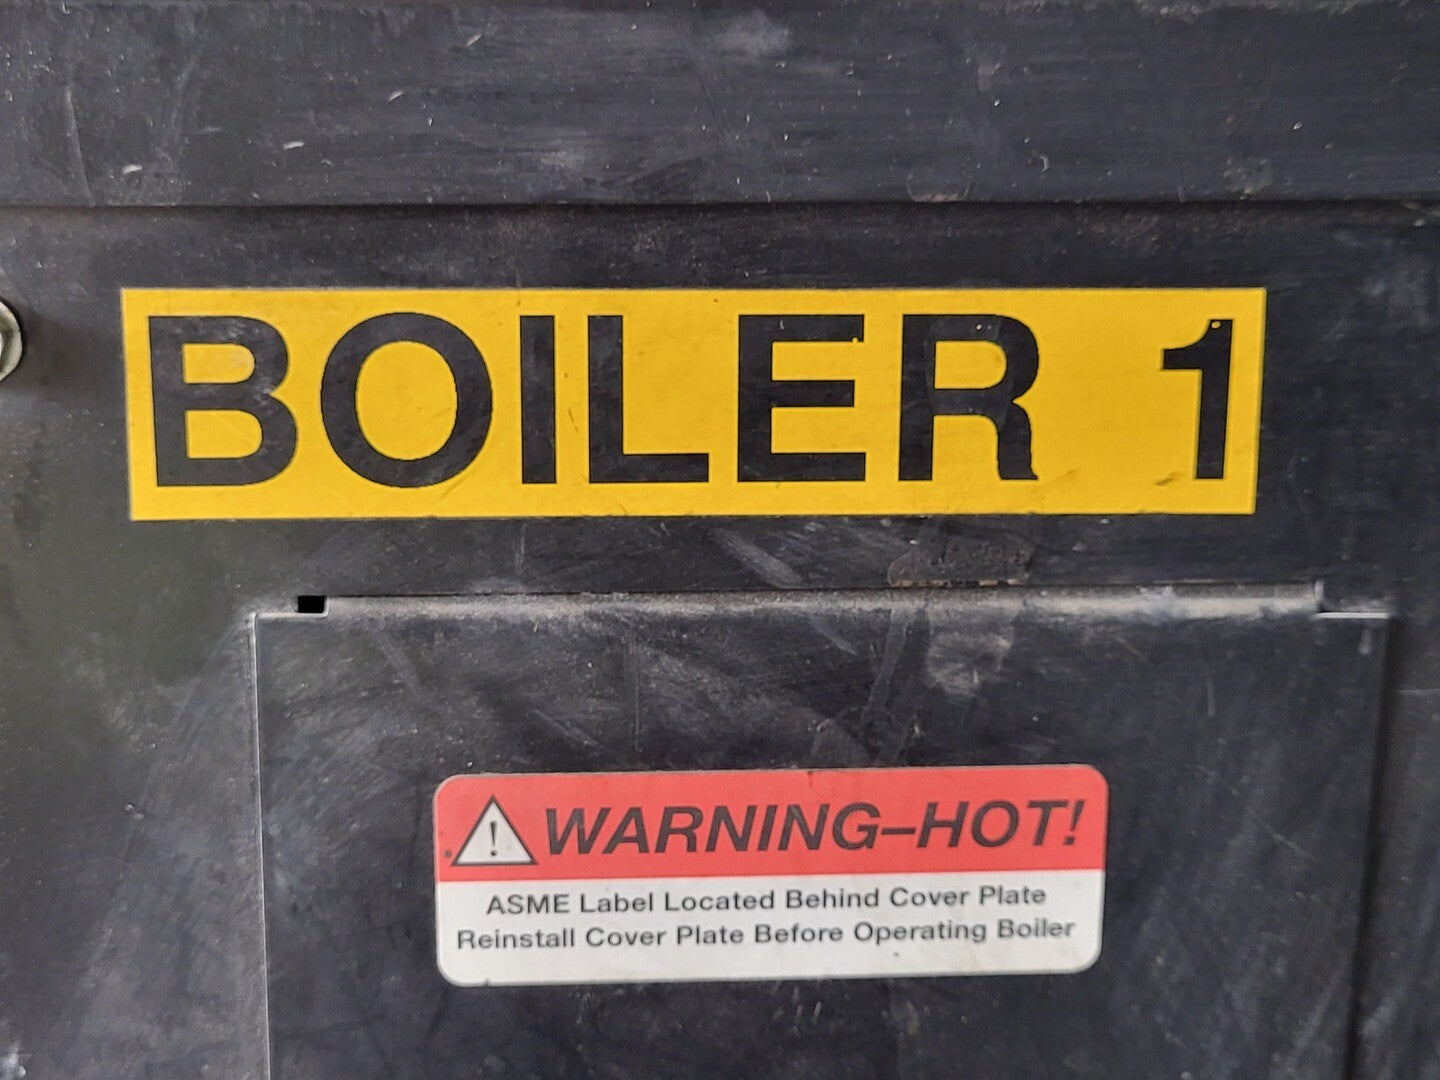 BOILER 1
! WARNING–HOT!
ASME Label Located Behind Cover Plate
Reinstall Cover Plate Before Operating Boiler